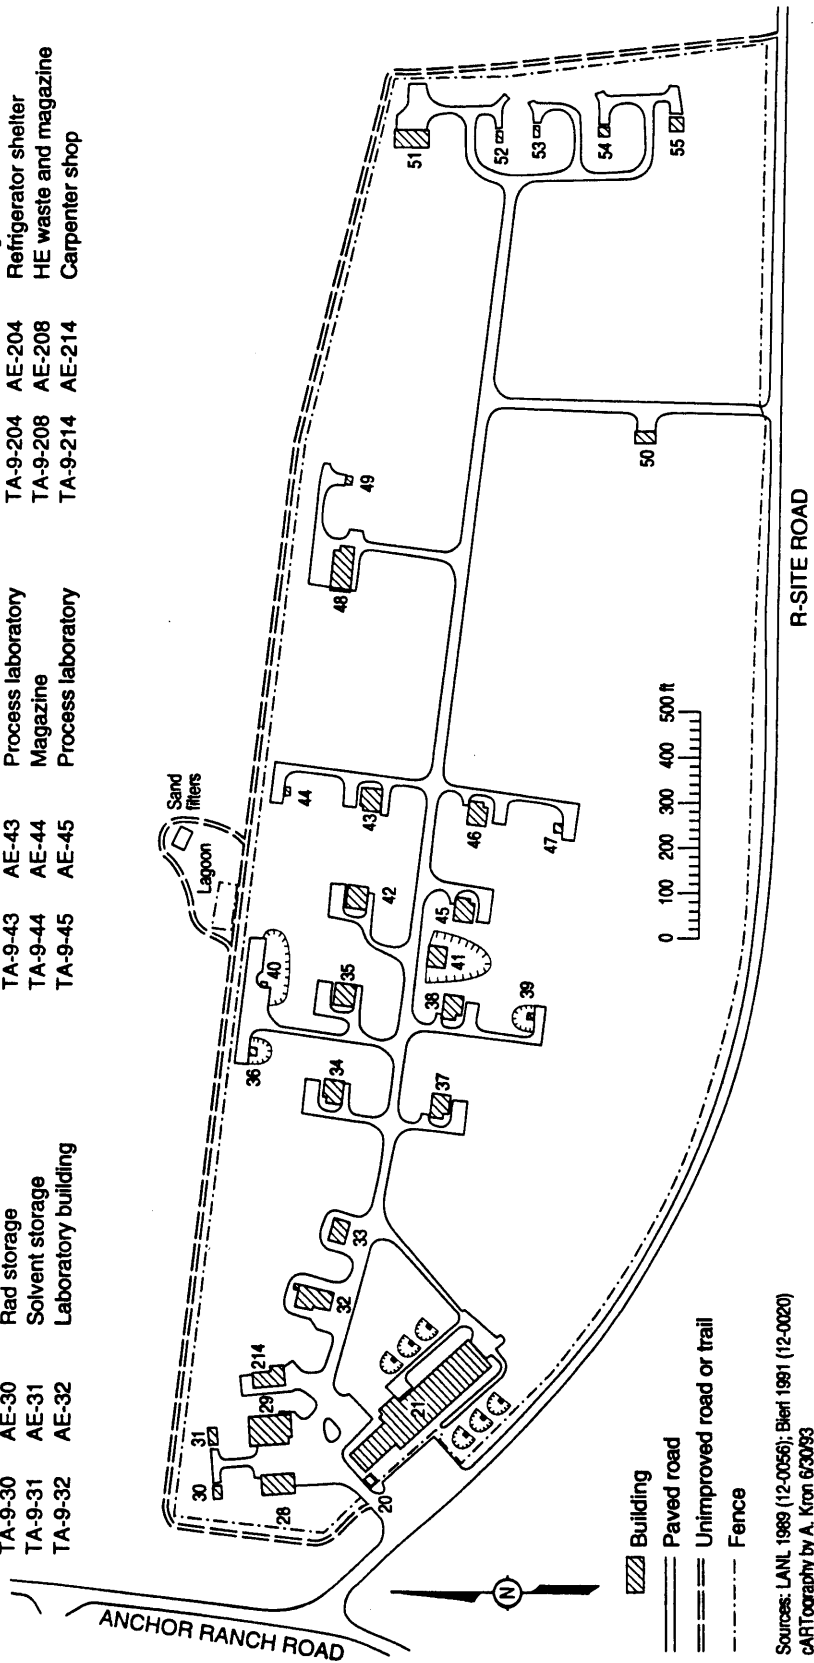 TA-9-30 AE-30 Rad storage
TA-9-31 AE-31 Solvent storage
TA-9-32 AE-32 Laboratory building
TA-9-43 AE-43 Process laboratory
TA-9-44 AE-44 Magazine
TA-9-45 AE-45 Process laboratory
TA-9-204 AE-204 Refrigerator shelter
TA-9-208 AE-208 HE waste and magazine
TA-9-214 AE-214 Carpenter shop
Sand
filters
Lagoon
30
31
28
29
214
20
21
32
33
34
35
36
37
38
39
40
41
42
43
44
45
46
47
48
49
50
51
52
53
54
55
ANCHOR RANCH ROAD
R-SITE ROAD
N
0 100 200 300 400 500 ft
Building
Paved road
Unimproved road or trail
Fence
Sources: LANL 1989 (12-0056); Bierl 1991 (12-0020)
cARTography by A. Kron 6/30/93